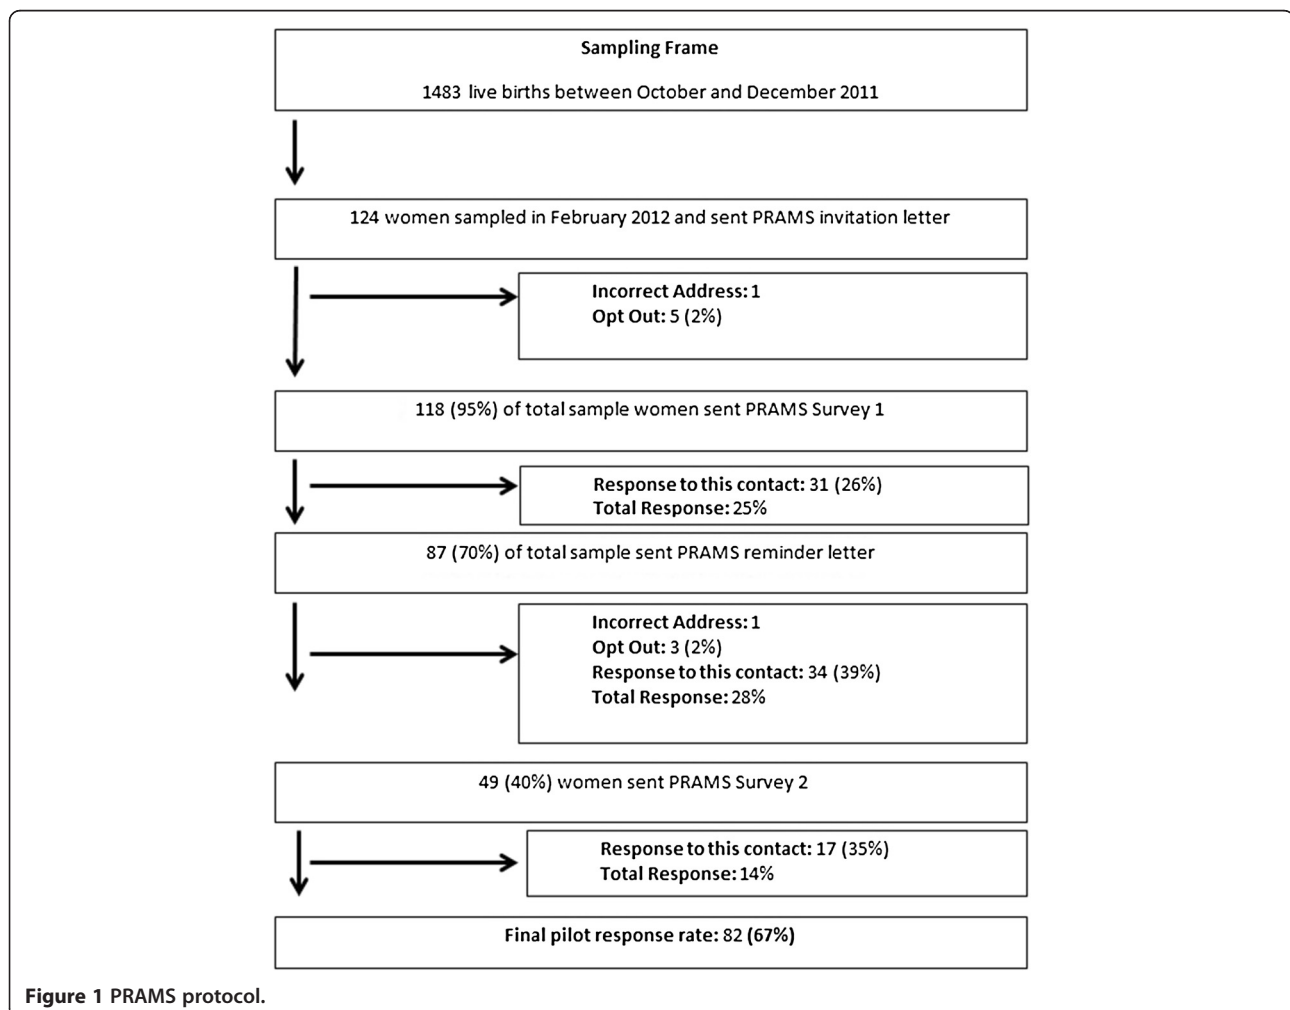 Sampling Frame
1483 live births between October and December 2011
124 women sampled in February 2012 and sent PRAMS invitation letter
Incorrect Address: 1
Opt Out: 5 (2%)
118 (95%) of total sample women sent PRAMS Survey 1
Response to this contact: 31 (26%)
Total Response: 25%
87 (70%) of total sample sent PRAMS reminder letter
Incorrect Address: 1
Opt Out: 3 (2%)
Response to this contact: 34 (39%)
Total Response: 28%
49 (40%) women sent PRAMS Survey 2
Response to this contact: 17 (35%)
Total Response: 14%
Final pilot response rate: 82 (67%)
Figure 1 PRAMS protocol.